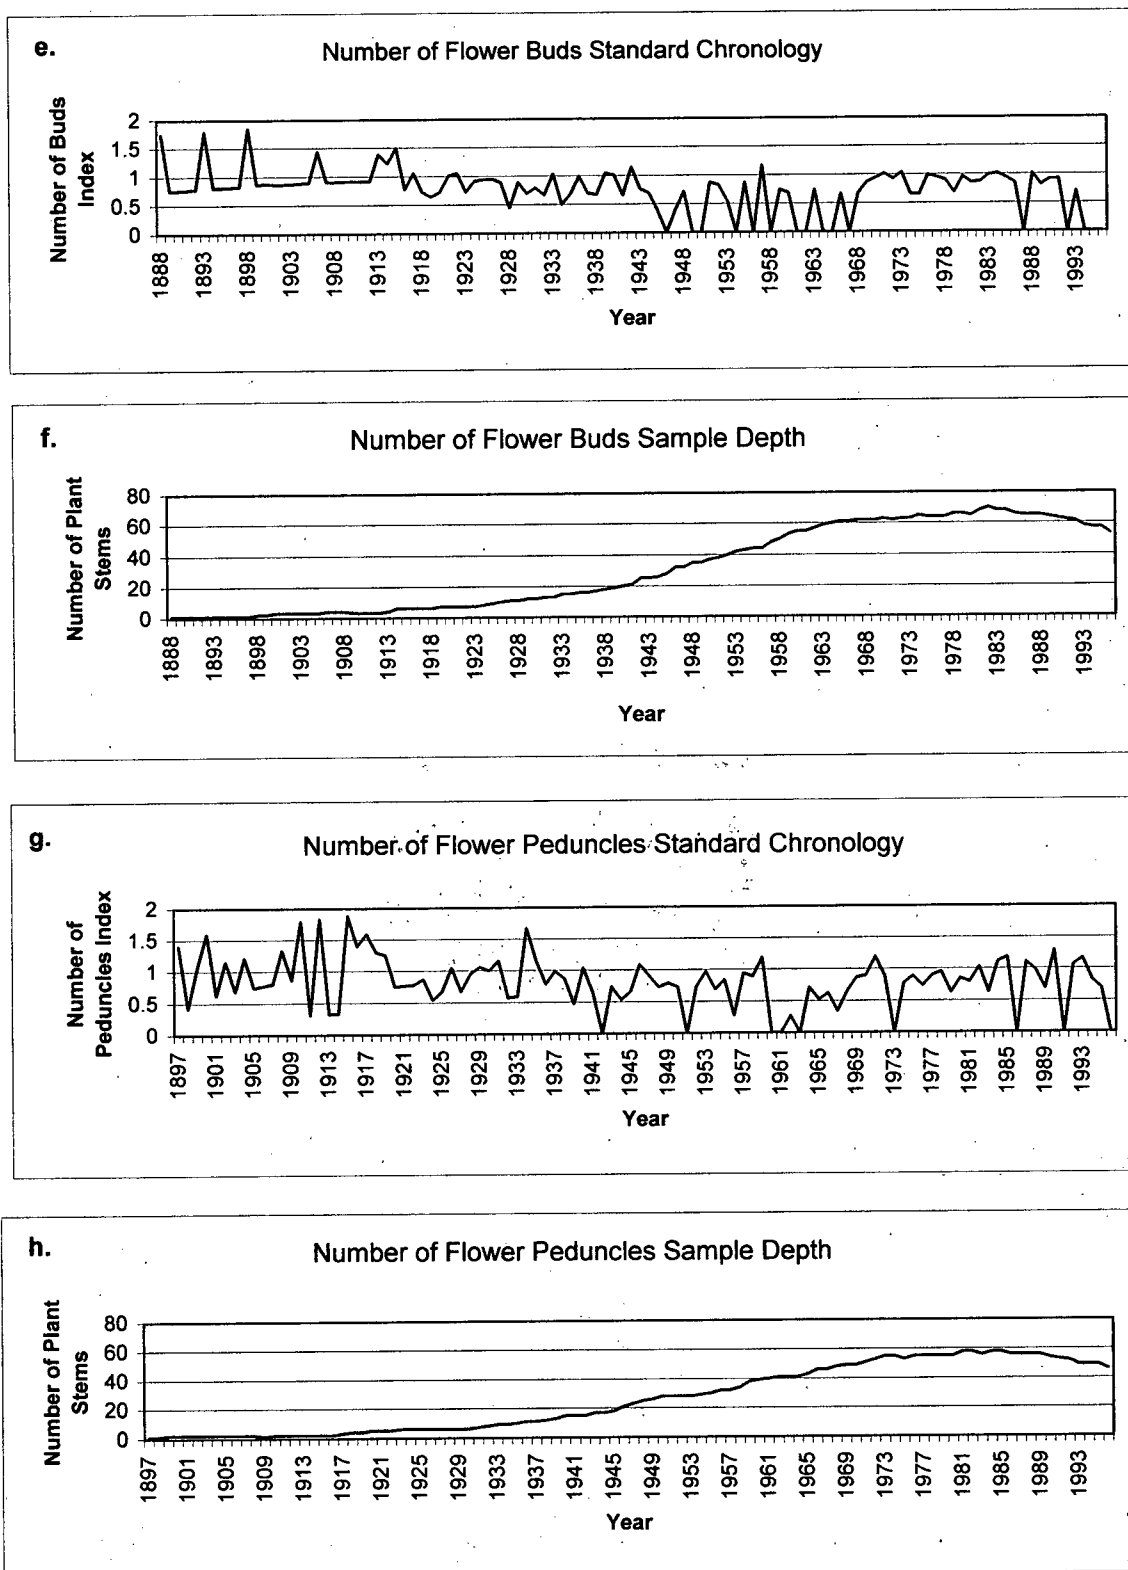 e.
Number of Flower Buds Standard Chronology
Number of Buds
Index
2
1.5
1
0.5
0
1888 1893 1898 1903 1908 1913 1918 1923 1928 1933 1938 1943 1948 1953 1958 1963 1968 1973 1978 1983 1988 1993
Year
f.
Number of Flower Buds Sample Depth
Number of Plant
Stems
80
60
40
20
0
1888 1893 1898 1903 1908 1913 1918 1923 1928 1933 1938 1943 1948 1953 1958 1963 1968 1973 1978 1983 1988 1993
Year
g.
Number of Flower Peduncles Standard Chronology
Number of
Peduncles Index
2
1.5
1
0.5
0
1897 1901 1905 1909 1913 1917 1921 1925 1929 1933 1937 1941 1945 1949 1953 1957 1961 1965 1969 1973 1977 1981 1985 1989 1993
Year
h.
Number of Flower Peduncles Sample Depth
Number of Plant
Stems
80
60
40
20
0
1897 1901 1905 1909 1913 1917 1921 1925 1929 1933 1937 1941 1945 1949 1953 1957 1961 1965 1969 1973 1977 1981 1985 1989 1993
Year